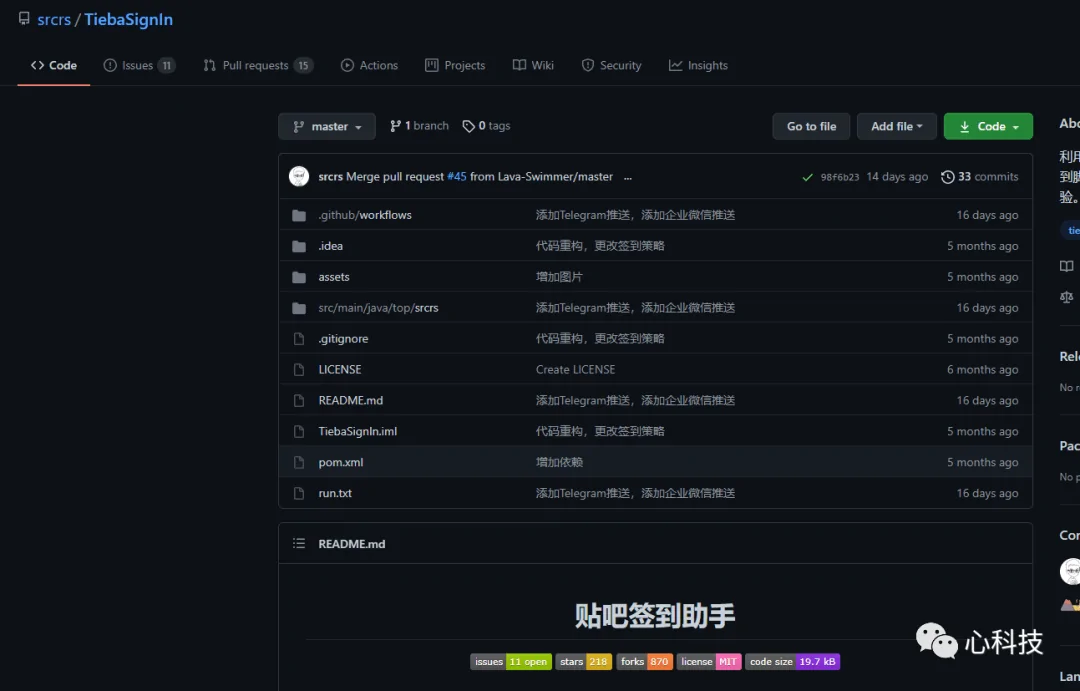 srcrs / TiebaSignIn
Code Issues 11 Pull requests 15 Actions Projects Wiki Security Insights
master 1 branch 0 tags Go to file Add file Code
srcrs Merge pull request #45 from Lava-Swimmer/master ... 98f6b23 14 days ago 33 commits
.github/workflows 添加Telegram推送，添加企业微信推送 16 days ago
.idea 代码重构，更改签到策略 5 months ago
assets 增加图片 5 months ago
src/main/java/top/srcrs 添加Telegram推送，添加企业微信推送 16 days ago
.gitignore 代码重构，更改签到策略 5 months ago
LICENSE Create LICENSE 6 months ago
README.md 添加Telegram推送，添加企业微信推送 16 days ago
TiebaSignIn.iml 代码重构，更改签到策略 5 months ago
pom.xml 增加依赖 5 months ago
run.txt 添加Telegram推送，添加企业微信推送 16 days ago
README.md
贴吧签到助手
issues 11 open stars 218 forks 870 license MIT code size 19.7 kB
Abo
利用
到脚
验。
tie
Rele
No r
Pac
No p
Con
Lan
心科技